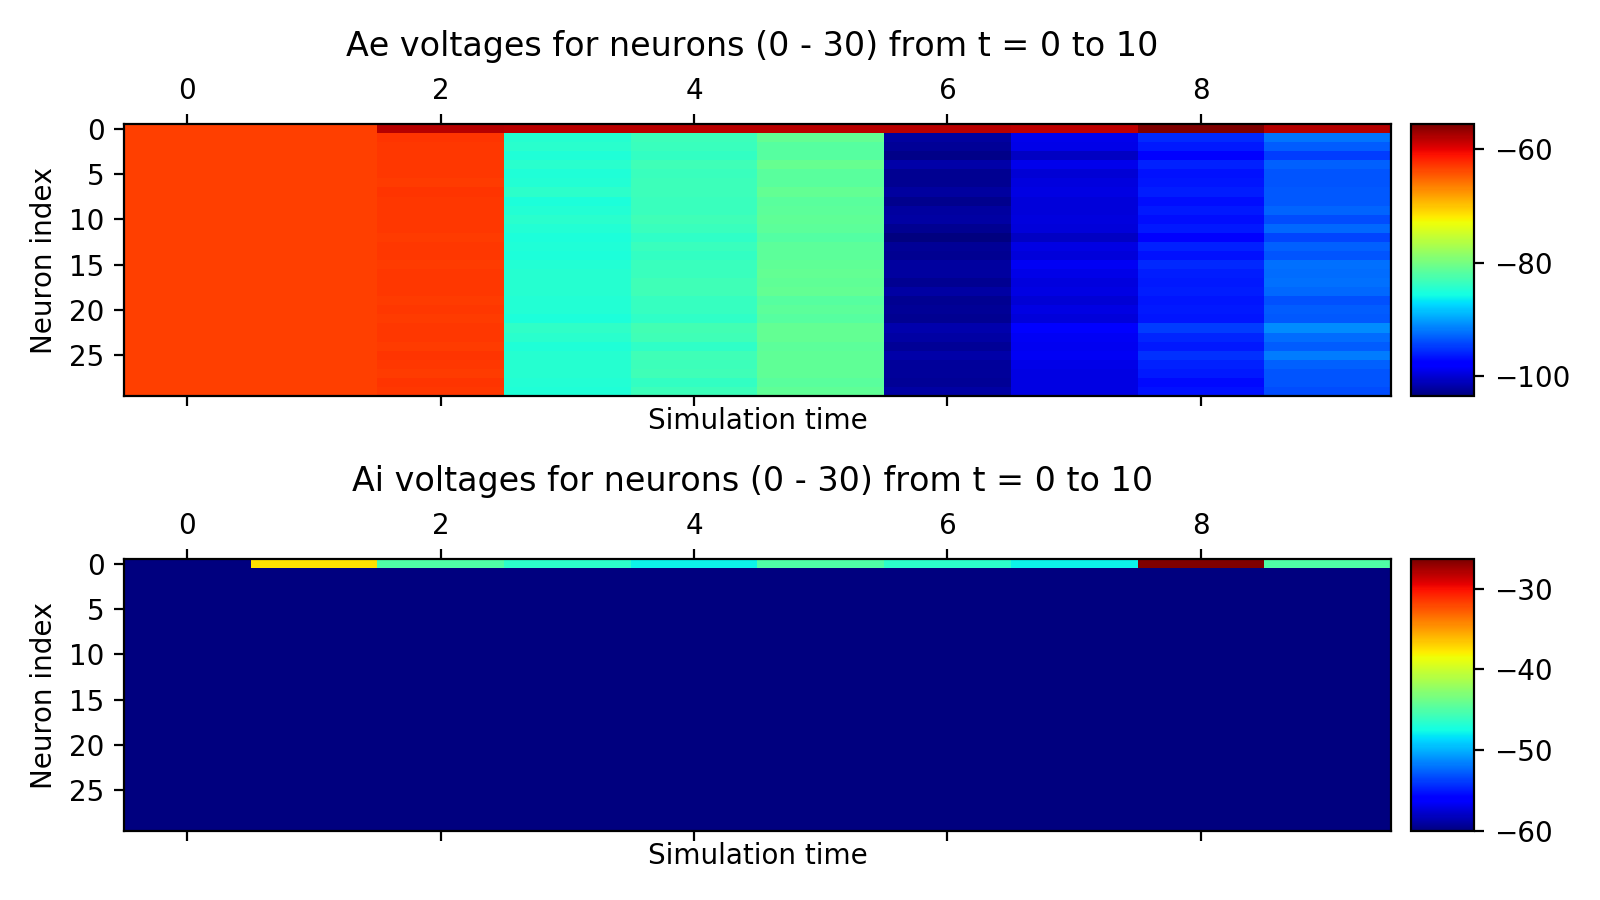 Ae voltages for neurons (0 - 30) from t = 0 to 10
0 2 4 6 8
Neuron index
0
5
10
15
20
25
Simulation time
−60
−80
−100
Ai voltages for neurons (0 - 30) from t = 0 to 10
0 2 4 6 8
Neuron index
0
5
10
15
20
25
Simulation time
−30
−40
−50
−60